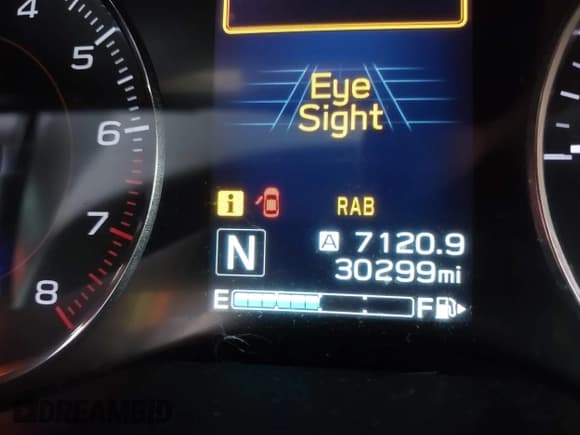 4
5
6
7
8
Eye
Sight
i
RAB
N
A 7120.9
30299mi
E F
DREAMBID